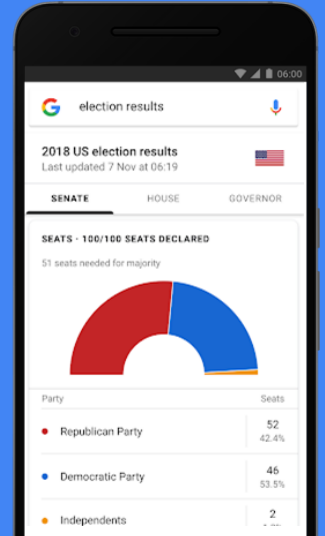 06:00
election results
2018 US election results
Last updated 7 Nov at 06:19
SENATE HOUSE GOVERNOR
SEATS · 100/100 SEATS DECLARED
51 seats needed for majority
Party Seats
Republican Party 52
42.4%
Democratic Party 46
53.5%
Independents 2